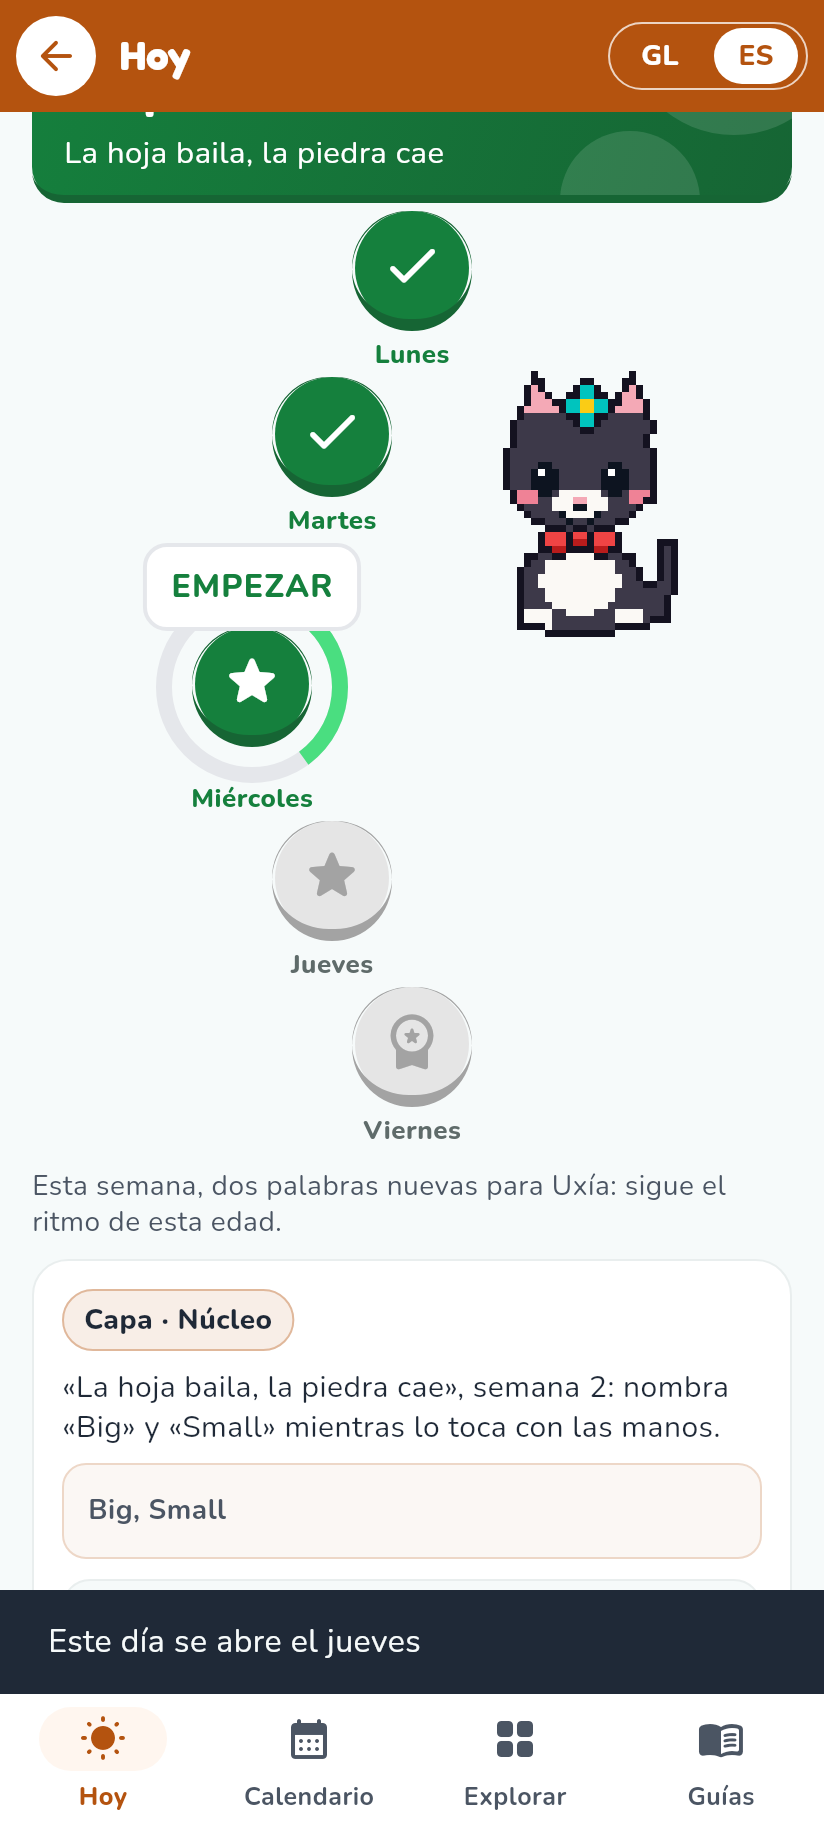 Hoy
GL
ES
La hoja baila, la piedra cae
Lunes
Martes
EMPEZAR
Miércoles
Jueves
Viernes
Esta semana, dos palabras nuevas para Uxía: sigue el
ritmo de esta edad.
Capa · Núcleo
«La hoja baila, la piedra cae», semana 2: nombra
«Big» y «Small» mientras lo toca con las manos.
Big, Small
Este día se abre el jueves
Hoy
Calendario
Explorar
Guías